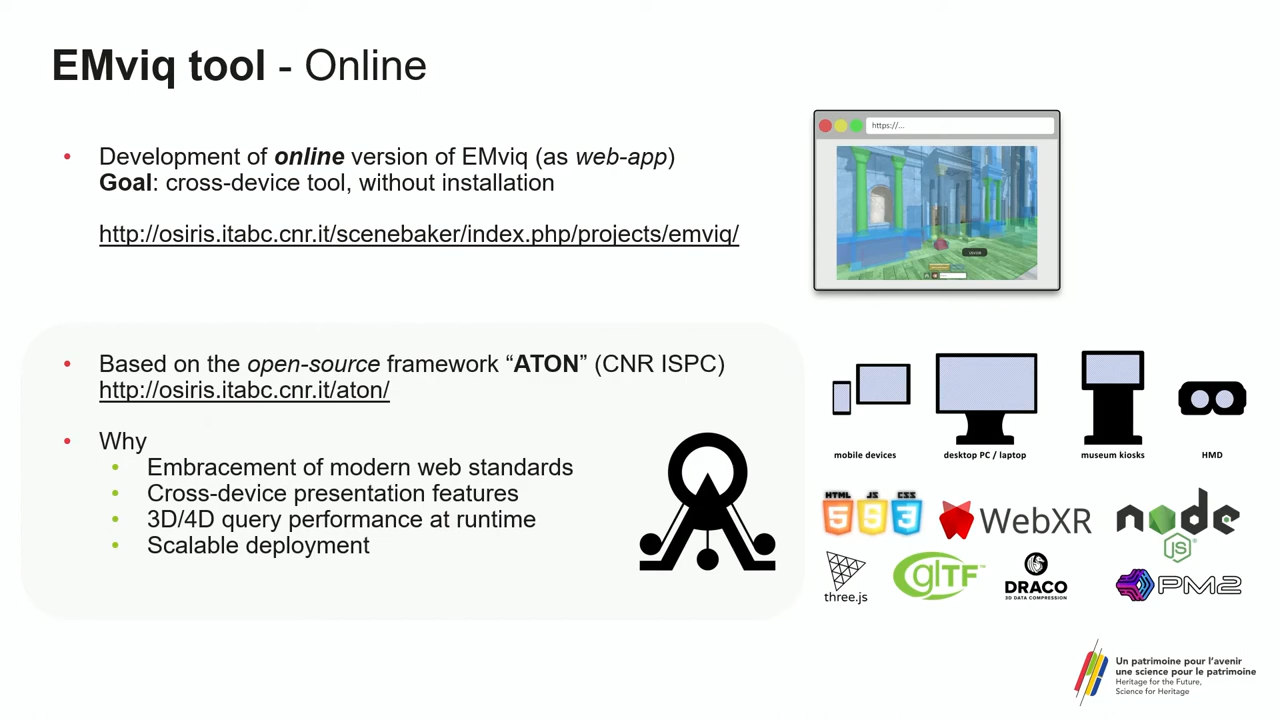 EMviq tool - Online
Development of online version of EMviq (as web-app)
Goal: cross-device tool, without installation
http://osiris.itabc.cnr.it/scenebaker/index.php/projects/emviq/
https://...
Based on the open-source framework “ATON” (CNR ISPC)
http://osiris.itabc.cnr.it/aton/
Why
Embracement of modern web standards
Cross-device presentation features
3D/4D query performance at runtime
Scalable deployment
mobile devices
desktop PC / laptop
museum kiosks
HMD
HTML JS CSS
5 5 3
WebXR
node
JS
three.js
glTF™
DRACO
3D DATA COMPRESSION
PM2
Un patrimoine pour l'avenir
une science pour le patrimoine
Heritage for the Future,
Science for Heritage